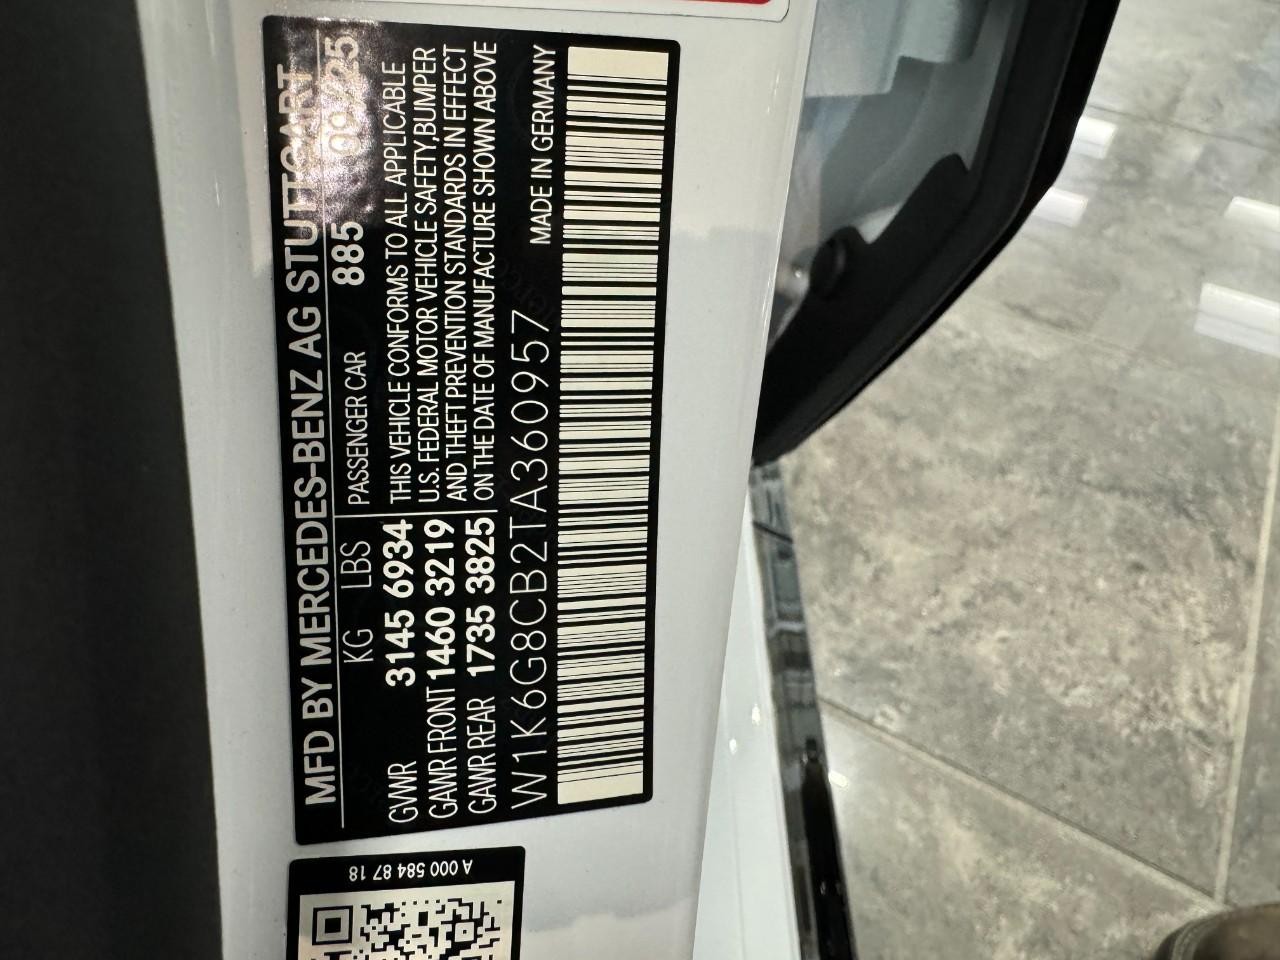 MFD BY MERCEDES-BENZ AG STUTTGART
KG LBS PASSENGER CAR 885 09/25
GVWR 3145 6934 THIS VEHICLE CONFORMS TO ALL APPLICABLE
GAWR FRONT 1460 3219 U.S. FEDERAL MOTOR VEHICLE SAFETY,BUMPER
GAWR REAR 1735 3825 AND THEFT PREVENTION STANDARDS IN EFFECT
ON THE DATE OF MANUFACTURE SHOWN ABOVE
W1K6G8CB2TA360957 MADE IN GERMANY
A 000 584 87 18